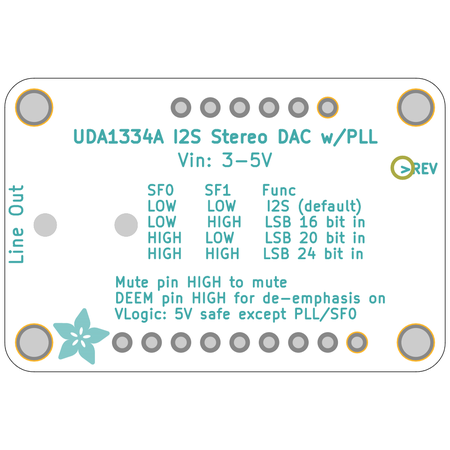 UDA1334A I2S Stereo DAC w/PLL
Vin: 3-5V
>REV
SF0 SF1 Func
LOW LOW I2S (default)
LOW HIGH LSB 16 bit in
HIGH LOW LSB 20 bit in
HIGH HIGH LSB 24 bit in
Line Out
Mute pin HIGH to mute
DEEM pin HIGH for de-emphasis on
VLogic: 5V safe except PLL/SF0